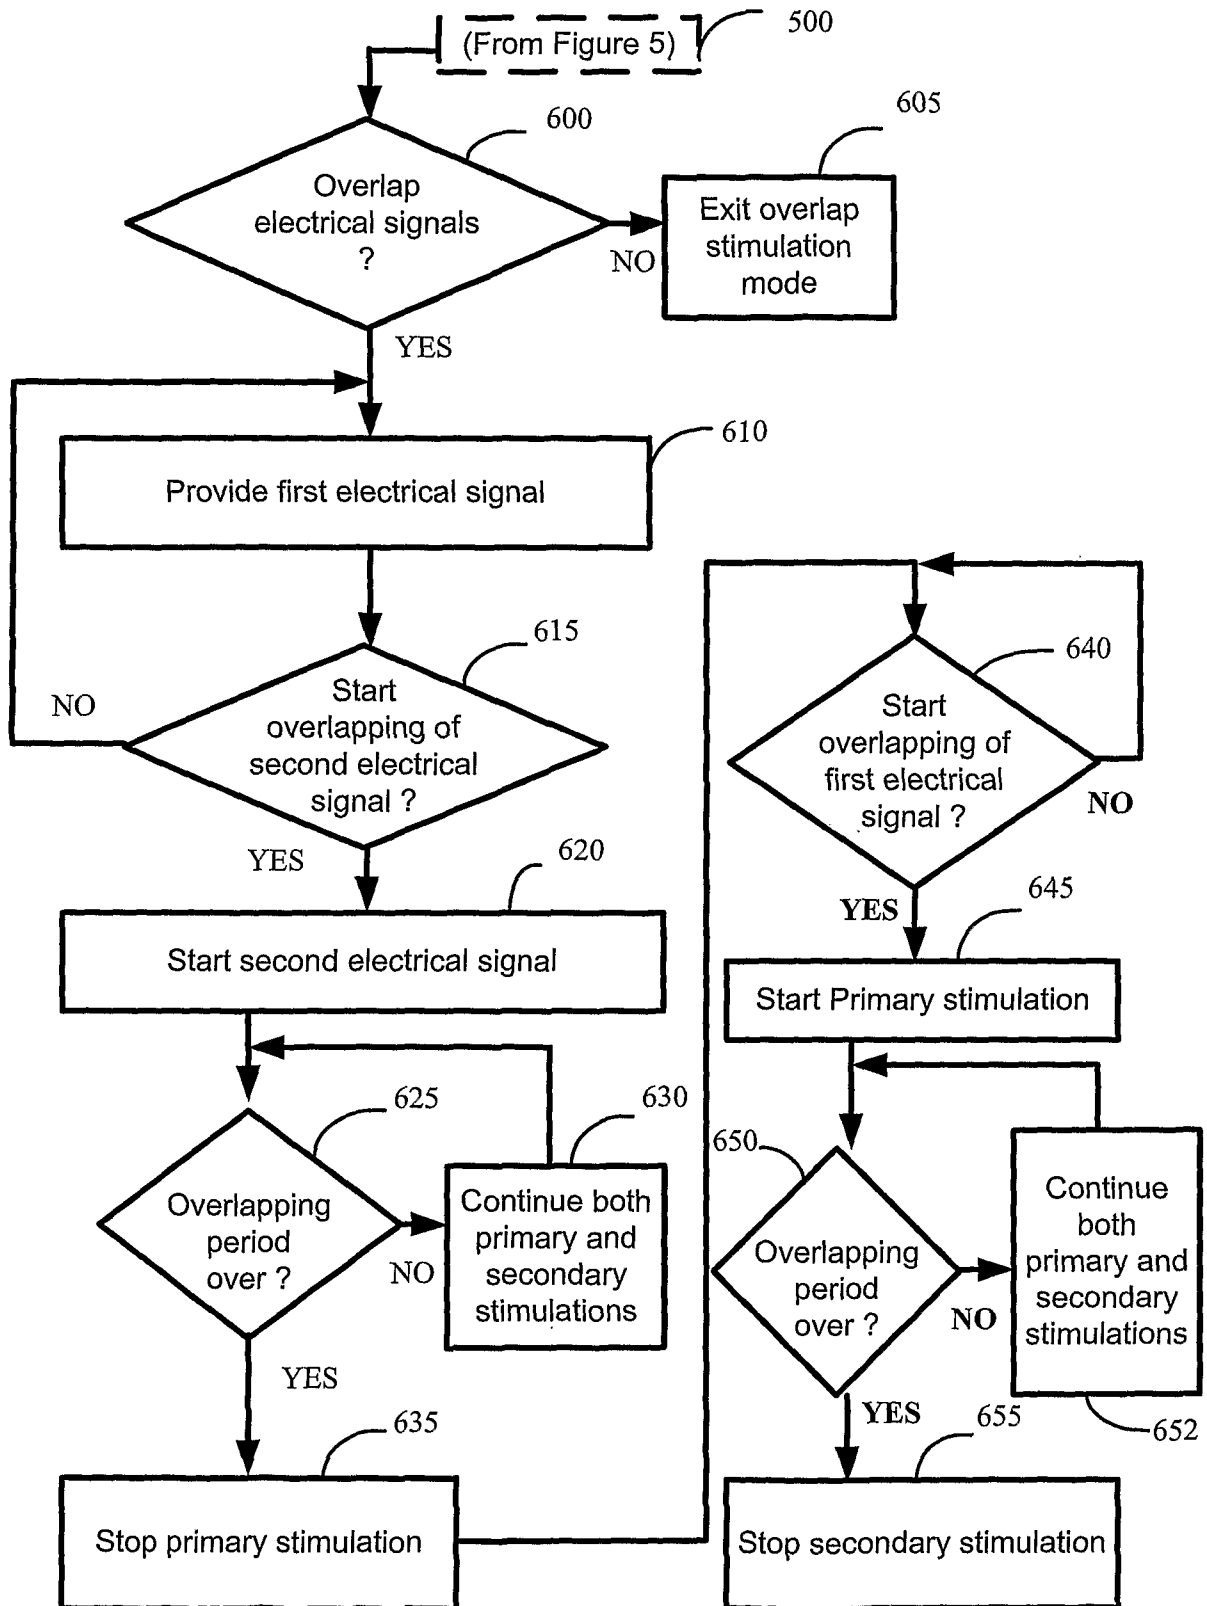 (From Figure 5)
500
600
605
Overlap
electrical signals
?
Exit overlap
stimulation
mode
NO
YES
610
Provide first electrical signal
615
Start
overlapping of
second electrical
signal ?
NO
YES
620
Start second electrical signal
625
630
Overlapping
period
over ?
NO
Continue both
primary and
secondary
stimulations
YES
635
Stop primary stimulation
640
Start
overlapping of
first electrical
signal ?
NO
YES
645
Start Primary stimulation
650
Overlapping
period
over ?
NO
Continue
both
primary and
secondary
stimulations
652
YES
655
Stop secondary stimulation